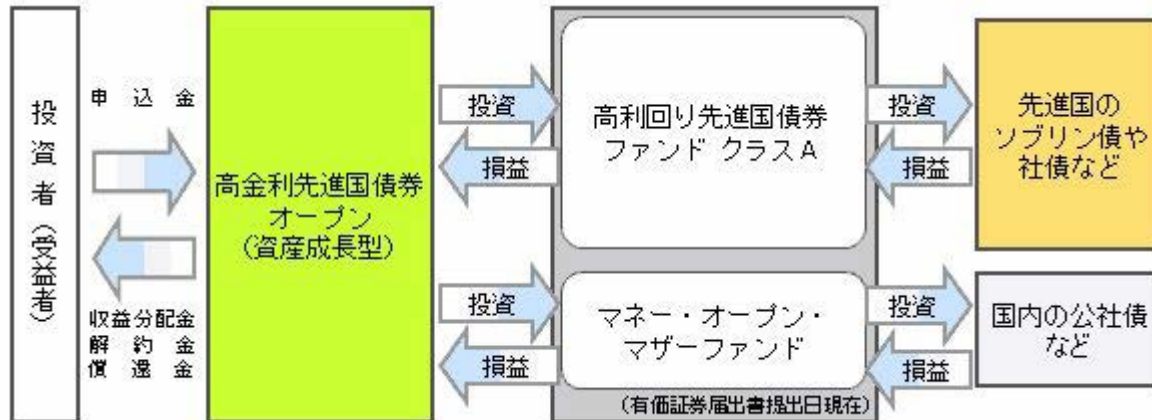 投資者(受益者)
申込金
収益分配金
解約金
償還金
高金利先進国債券
オープン
(資産成長型)
投資
損益
投資
損益
高利回り先進国債券
ファンド クラスA
マネー・オープン・
マザーファンド
(有価証券届出書提出日現在)
投資
損益
投資
損益
先進国の
ソブリン債や
社債など
国内の公社債
など